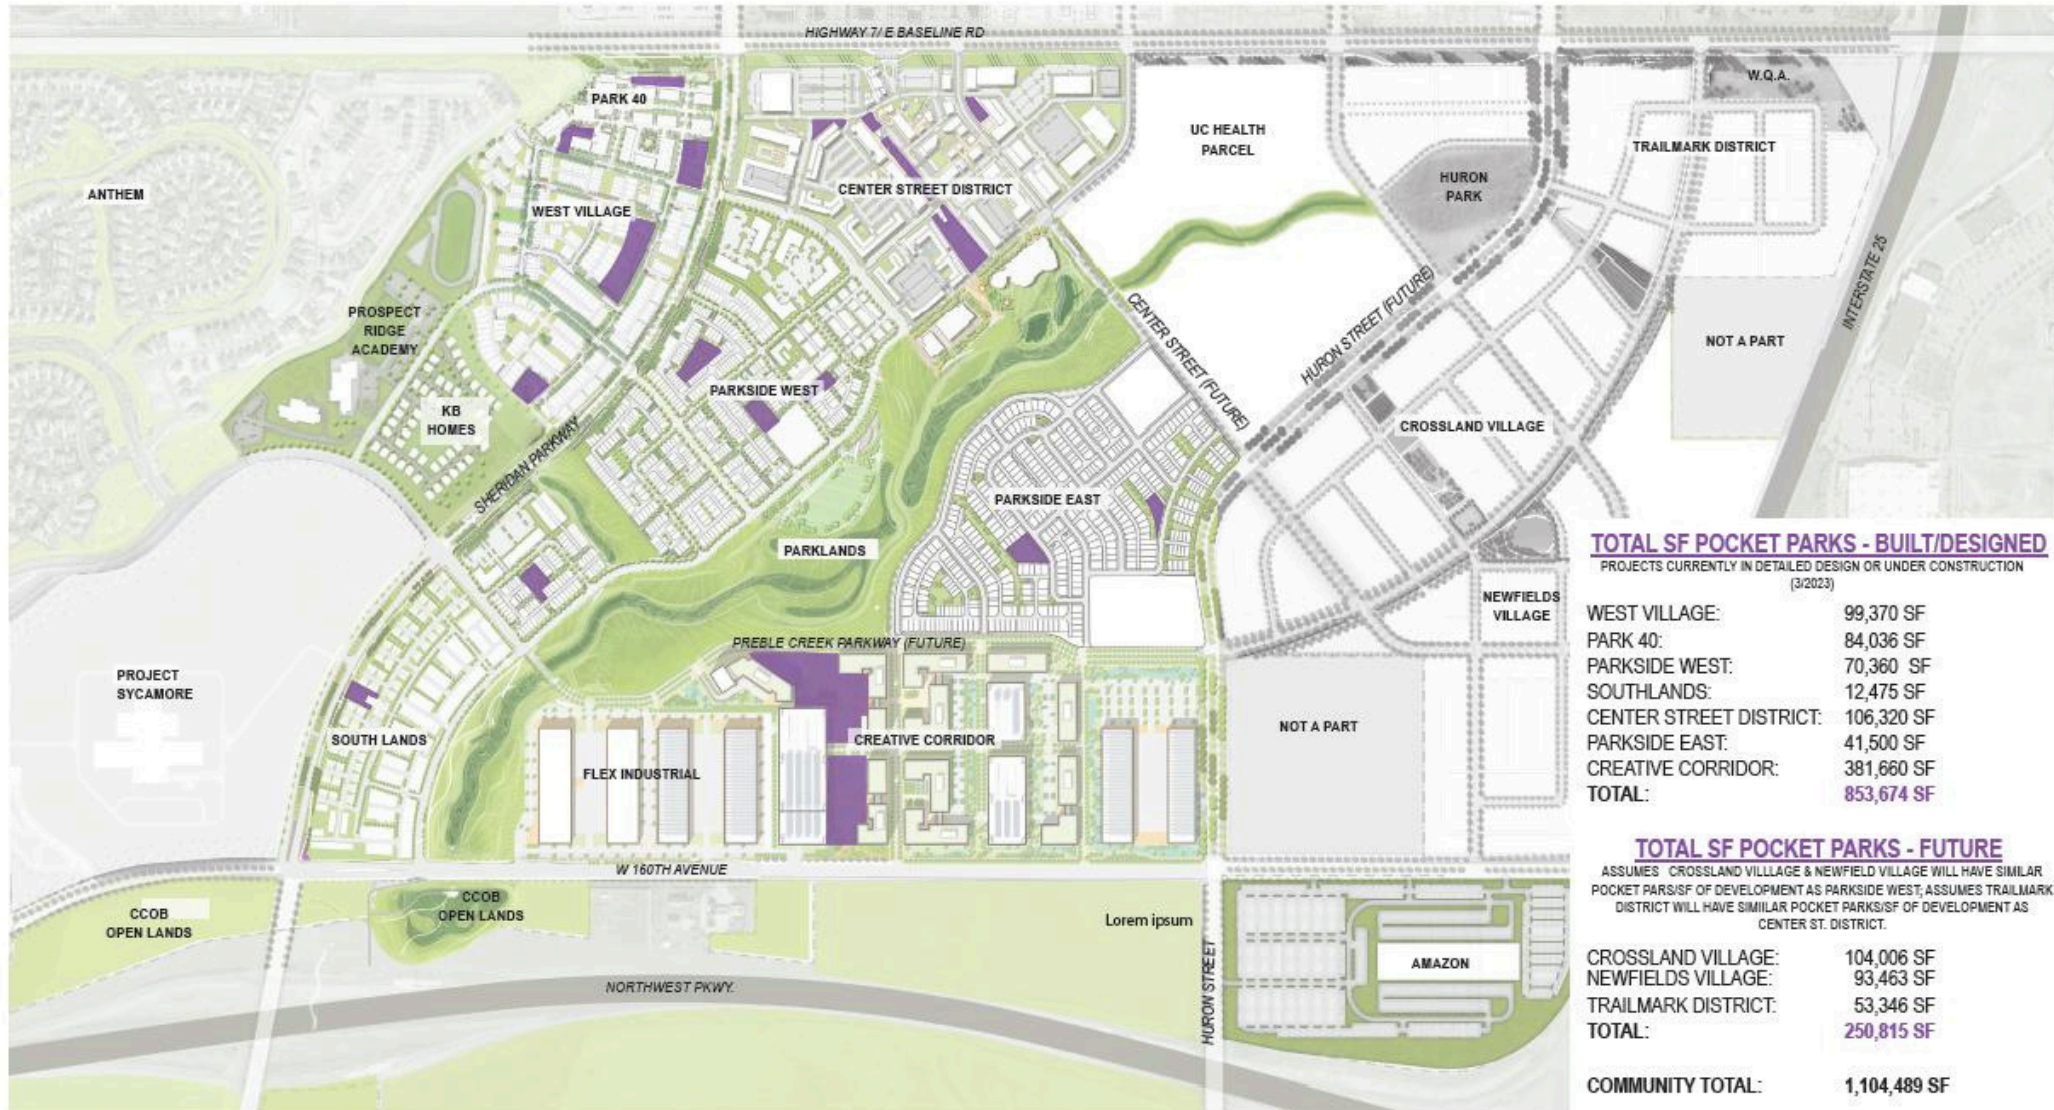 HIGHWAY 7/ E BASELINE RD
PARK 40
W.Q.A.
UC HEALTH
PARCEL
TRAILMARK DISTRICT
ANTHEM
CENTER STREET DISTRICT
HURON
PARK
WEST VILLAGE
INTERSTATE 25
PROSPECT
RIDGE
ACADEMY
CENTER STREET (FUTURE)
HURON STREET (FUTURE)
NOT A PART
PARKSIDE WEST
KB
HOMES
SHERIDAN PARKWAY
CROSSLAND VILLAGE
PARKSIDE EAST
PARKLANDS
NEWFIELDS
VILLAGE
PREBLE CREEK PARKWAY (FUTURE)
PROJECT
SYCAMORE
SOUTH LANDS
FLEX INDUSTRIAL
CREATIVE CORRIDOR
NOT A PART
W 160TH AVENUE
CCOB
OPEN LANDS
CCOB
OPEN LANDS
Lorem ipsum
HURON STREET
AMAZON
NORTHWEST PKWY.
TOTAL SF POCKET PARKS - BUILT/DESIGNED
PROJECTS CURRENTLY IN DETAILED DESIGN OR UNDER CONSTRUCTION
(3/2023)
WEST VILLAGE: 99,370 SF
PARK 40: 84,036 SF
PARKSIDE WEST: 70,360 SF
SOUTHLANDS: 12,475 SF
CENTER STREET DISTRICT: 106,320 SF
PARKSIDE EAST: 41,500 SF
CREATIVE CORRIDOR: 381,660 SF
TOTAL: 853,674 SF
TOTAL SF POCKET PARKS - FUTURE
ASSUMES CROSSLAND VILLLAGE & NEWFIELD VILLAGE WILL HAVE SIMILAR
POCKET PARS/SF OF DEVELOPMENT AS PARKSIDE WEST; ASSUMES TRAILMARK
DISTRICT WILL HAVE SIMIILAR POCKET PARKS/SF OF DEVELOPMENT AS
CENTER ST. DISTRICT.
CROSSLAND VILLAGE: 104,006 SF
NEWFIELDS VILLAGE: 93,463 SF
TRAILMARK DISTRICT: 53,346 SF
TOTAL: 250,815 SF
COMMUNITY TOTAL: 1,104,489 SF